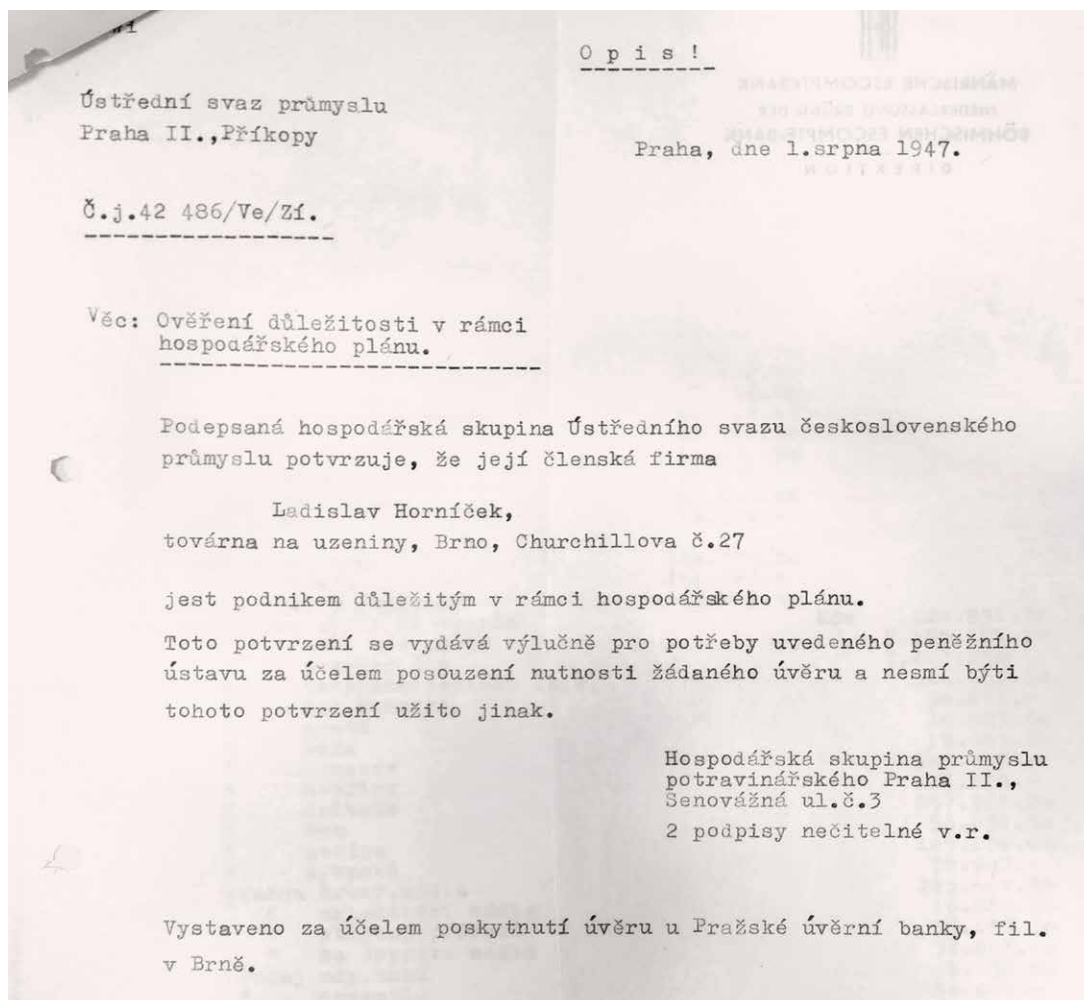 O p i s !
Ústřední svaz průmyslu
Praha II.,Příkopy
Praha, dne 1.srpna 1947.
Č.j.42 486/Ve/Zí.
Věc: Ověření důležitosti v rámci
hospodářského plánu.
Podepsaná hospodářská skupina Ústředního svazu československého
průmyslu potvrzuje, že její členská firma
Ladislav Horníček,
továrna na uzeniny, Brno, Churchillova č.27
jest podnikem důležitým v rámci hospodářského plánu.
Toto potvrzení se vydává výlučně pro potřeby uvedeného peněžního
ústavu za účelem posouzení nutnosti žádaného úvěru a nesmí býti
tohoto potvrzení užito jinak.
Hospodářská skupina průmyslu
potravinářského Praha II.,
Senovážná ul.č.3
2 podpisy nečitelné v.r.
Vystaveno za účelem poskytnutí úvěru u Pražské úvěrní banky, fil.
v Brně.